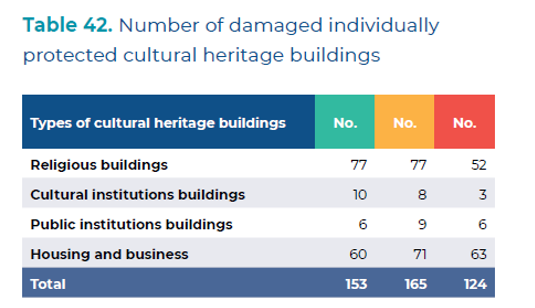 Table 42. Number of damaged individually
protected cultural heritage buildings
Types of cultural heritage buildings No. No. No.
Religious buildings 77 77 52
Cultural institutions buildings 10 8 3
Public institutions buildings 6 9 6
Housing and business 60 71 63
Total 153 165 124